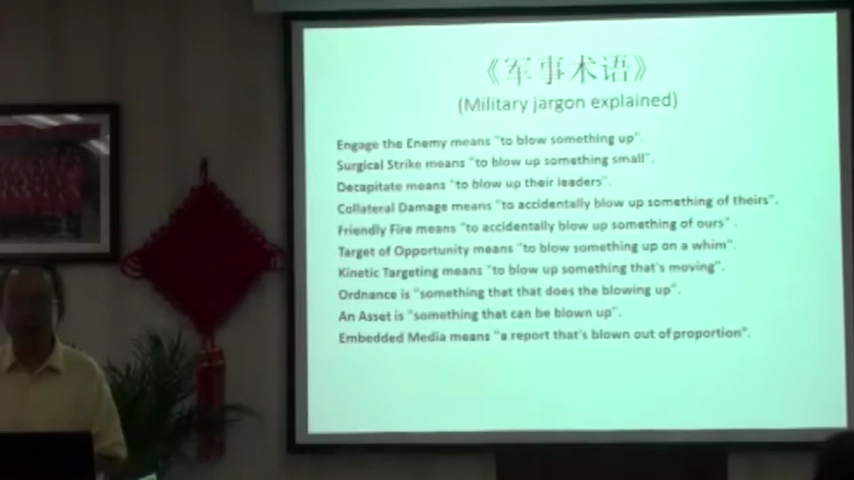 《军事术语》
(Military jargon explained)
Engage the Enemy means "to blow something up".
Surgical Strike means "to blow up something small".
Decapitate means "to blow up their leaders".
Collateral Damage means "to accidentally blow up something of theirs".
Friendly Fire means "to accidentally blow up something of ours" .
Target of Opportunity means "to blow something up on a whim".
Kinetic Targeting means "to blow up something that's moving".
Ordnance is "something that that does the blowing up".
An Asset is "something that can be blown up".
Embedded Media means "a report that's blown out of proportion".